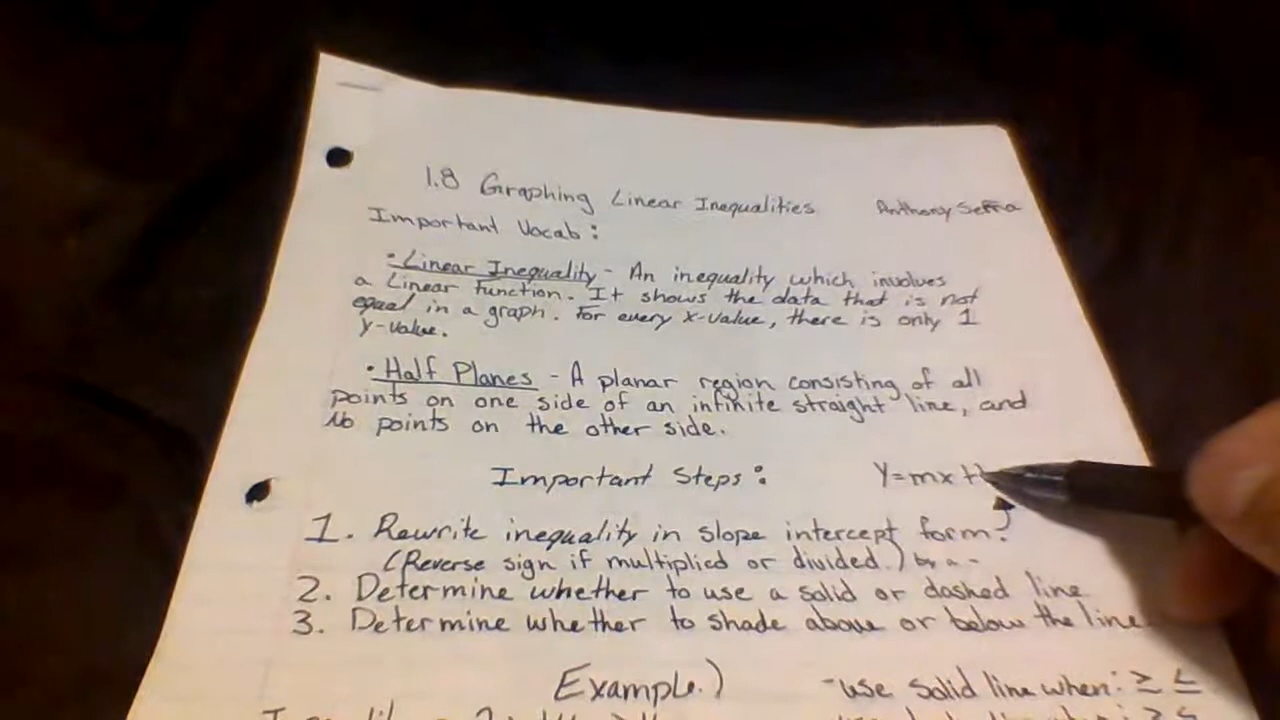 1.8 Graphing Linear Inequalities Anthony
Important Vocab:
• Linear Inequality - An inequality which involves
a Linear Function. It shows the data that is not
equal in a graph. For every x-value, there is only 1
y-value.
• Half Planes - A planar region consisting of all
points on one side of an infinite straight line, and
No points on the other side.
Important Steps: Y=mx+
1. Rewrite inequality in slope intercept form.
(Reverse sign if multiplied or divided.) by a -
2. Determine whether to use a solid or dashed line
3. Determine whether to shade above or below the line
Example.) -use solid line when: ≥ ≤